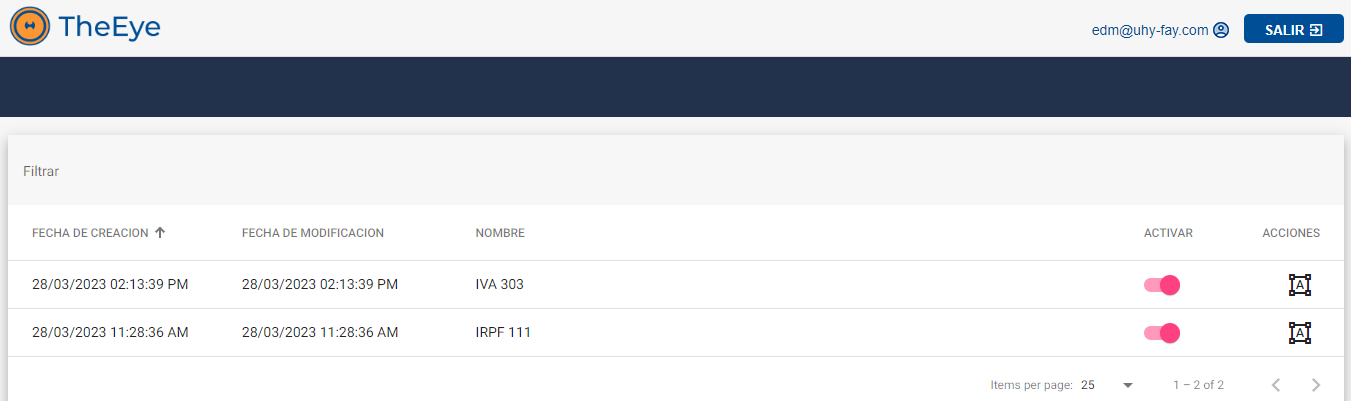 TheEye
edm@uhy-fay.com SALIR
Filtrar
FECHA DE CREACION FECHA DE MODIFICACION NOMBRE ACTIVAR ACCIONES
28/03/2023 02:13:39 PM 28/03/2023 02:13:39 PM IVA 303 A
28/03/2023 11:28:36 AM 28/03/2023 11:28:36 AM IRPF 111 A
Items per page: 25 1 – 2 of 2